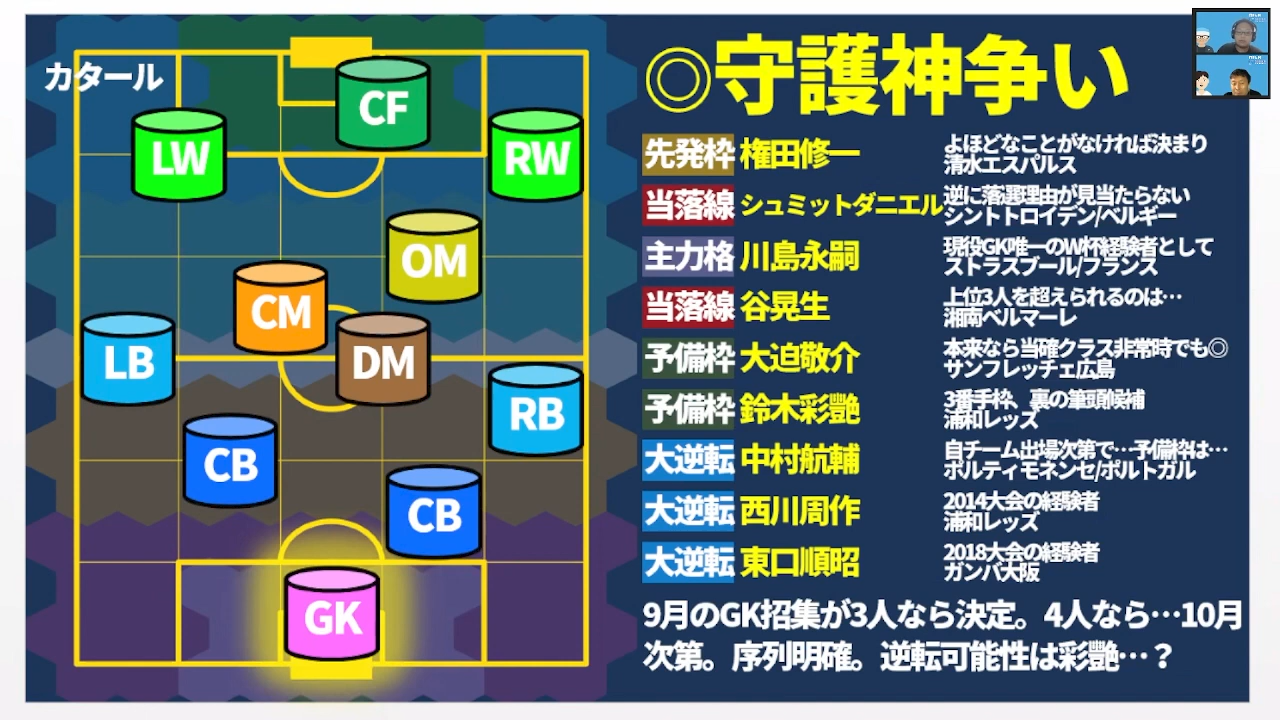 カタール
CF
LW
RW
OM
CM
LB
DM
RB
CB
CB
GK
◎守護神争い
先発枠 権田修一 よほどなことがなければ決まり
清水エスパルス
当落線 シュミットダニエル 逆に落選理由が見当たらない
シントトロイデン/ベルギー
主力格 川島永嗣 現役GK唯一のW杯経験者として
ストラスブール/フランス
当落線 谷晃生 上位3人を超えられるのは…
湘南ベルマーレ
予備枠 大迫敬介 本来なら当確クラス非常時でも◎
サンフレッチェ広島
予備枠 鈴木彩艶 3番手枠、裏の筆頭候補
浦和レッズ
大逆転 中村航輔 自チーム出場次第で…予備枠は…
ポルティモネンセ/ポルトガル
大逆転 西川周作 2014大会の経験者
浦和レッズ
大逆転 東口順昭 2018大会の経験者
ガンバ大阪
9月のGK招集が3人なら決定。4人なら…10月
次第。序列明確。逆転可能性は彩艶…？